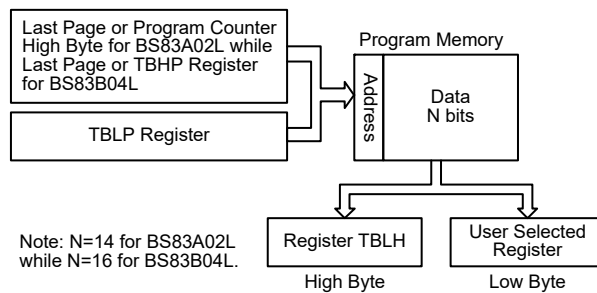 Last Page or Program Counter
High Byte for BS83A02L while
Last Page or TBHP Register
for BS83B04L
TBLP Register
Program Memory
Address
Data
N bits
Register TBLH
High Byte
User Selected
Register
Low Byte
Note: N=14 for BS83A02L
while N=16 for BS83B04L.